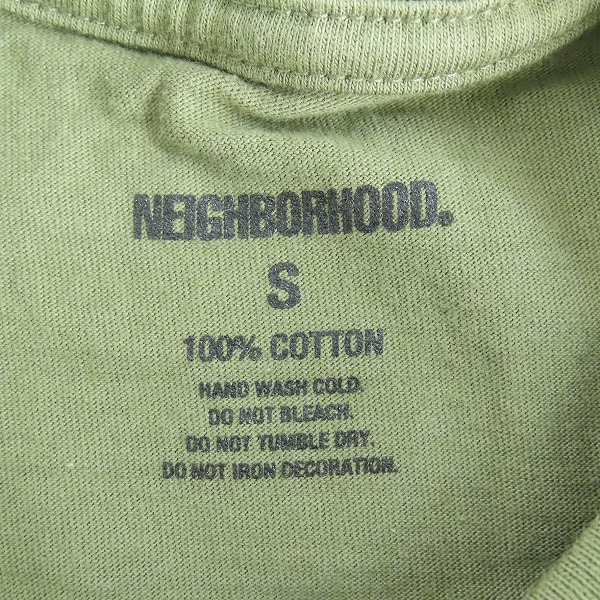 NEIGHBORHOOD®
S
100% COTTON
HAND WASH COLD.
DO NOT BLEACH.
DO NOT TUMBLE DRY.
DO NOT IRON DECORATION.